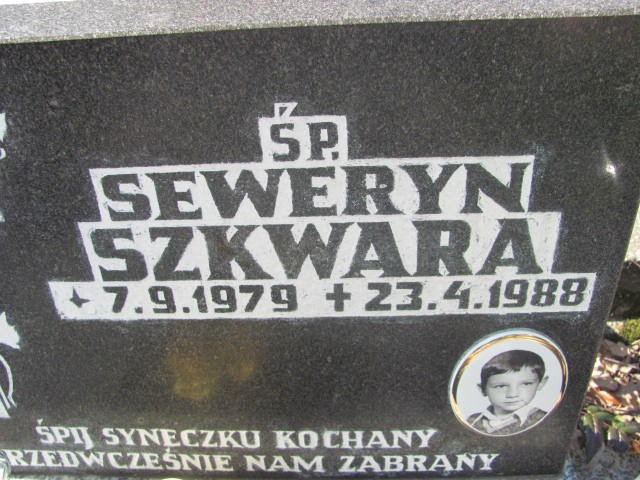 ŚP.
SEWERYN
SZKWARA
7.9.1979 + 23.4.1988
ŚPIJ SYNECZKU KOCHANY
RZEDWCZEŚNIE NAM ZABRANY